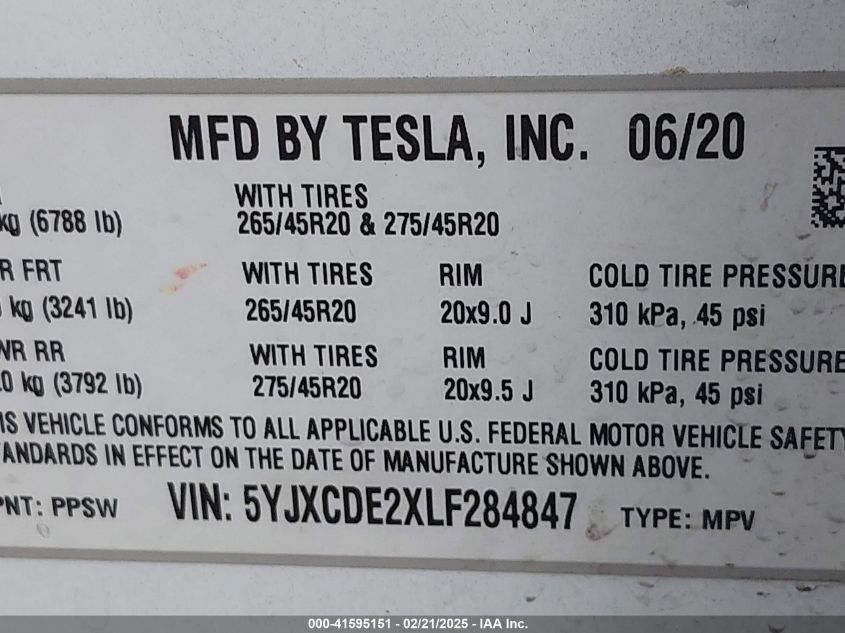 MFD BY TESLA, INC. 06/20
kg (6788 lb) WITH TIRES
265/45R20 & 275/45R20
R FRT WITH TIRES RIM COLD TIRE PRESSURE
kg (3241 lb) 265/45R20 20x9.0 J 310 kPa, 45 psi
WR RR WITH TIRES RIM COLD TIRE PRESSURE
0 kg (3792 lb) 275/45R20 20x9.5 J 310 kPa, 45 psi
IS VEHICLE CONFORMS TO ALL APPLICABLE U.S. FEDERAL MOTOR VEHICLE SAFETY
ANDARDS IN EFFECT ON THE DATE OF MANUFACTURE SHOWN ABOVE.
PNT: PPSW VIN: 5YJXCDE2XLF284847 TYPE: MPV
000-41595151 - 02/21/2025 - IAA Inc.